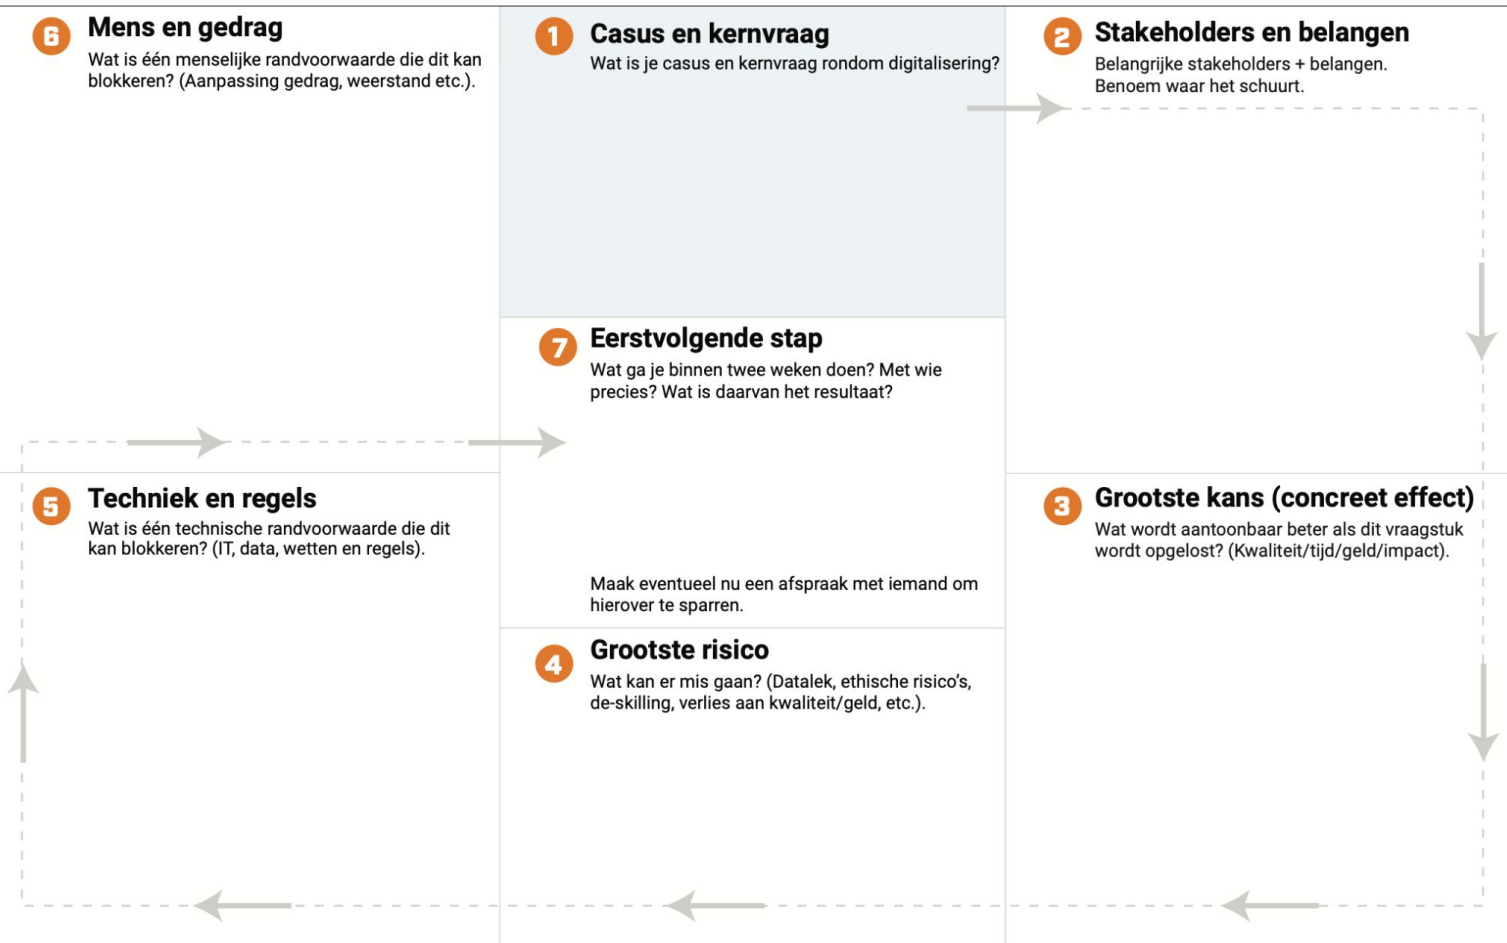 1
Casus en kernvraag
Wat is je casus en kernvraag rondom digitalisering?
2
Stakeholders en belangen
Belangrijke stakeholders + belangen.
Benoem waar het schuurt.
3
Grootste kans (concreet effect)
Wat wordt aantoonbaar beter als dit vraagstuk
wordt opgelost? (Kwaliteit/tijd/geld/impact).
4
Grootste risico
Wat kan er mis gaan? (Datalek, ethische risico’s,
de-skilling, verlies aan kwaliteit/geld, etc.).
5
Techniek en regels
Wat is één technische randvoorwaarde die dit
kan blokkeren? (IT, data, wetten en regels).
6
Mens en gedrag
Wat is één menselijke randvoorwaarde die dit kan
blokkeren? (Aanpassing gedrag, weerstand etc.).
7
Eerstvolgende stap
Wat ga je binnen twee weken doen? Met wie
precies? Wat is daarvan het resultaat?
Maak eventueel nu een afspraak met iemand om
hierover te sparren.